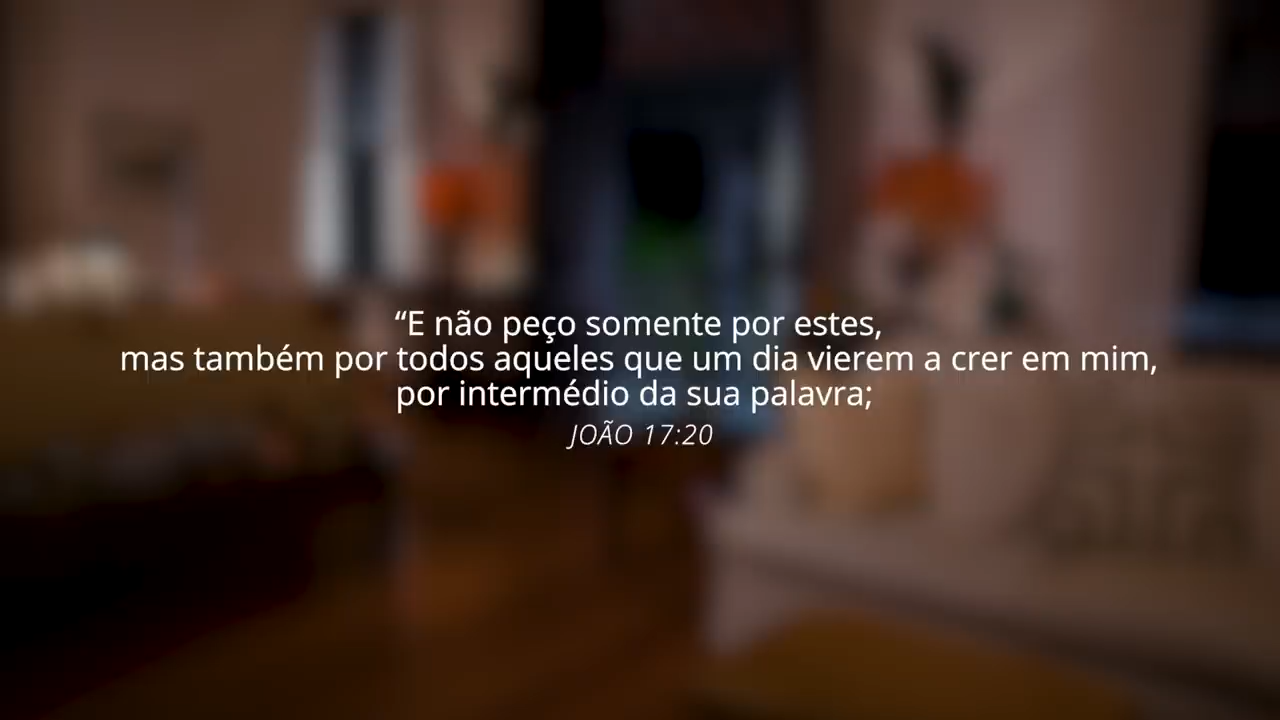 “E não peço somente por estes,
mas também por todos aqueles que um dia vierem a crer em mim,
por intermédio da sua palavra;
JOÃO 17:20